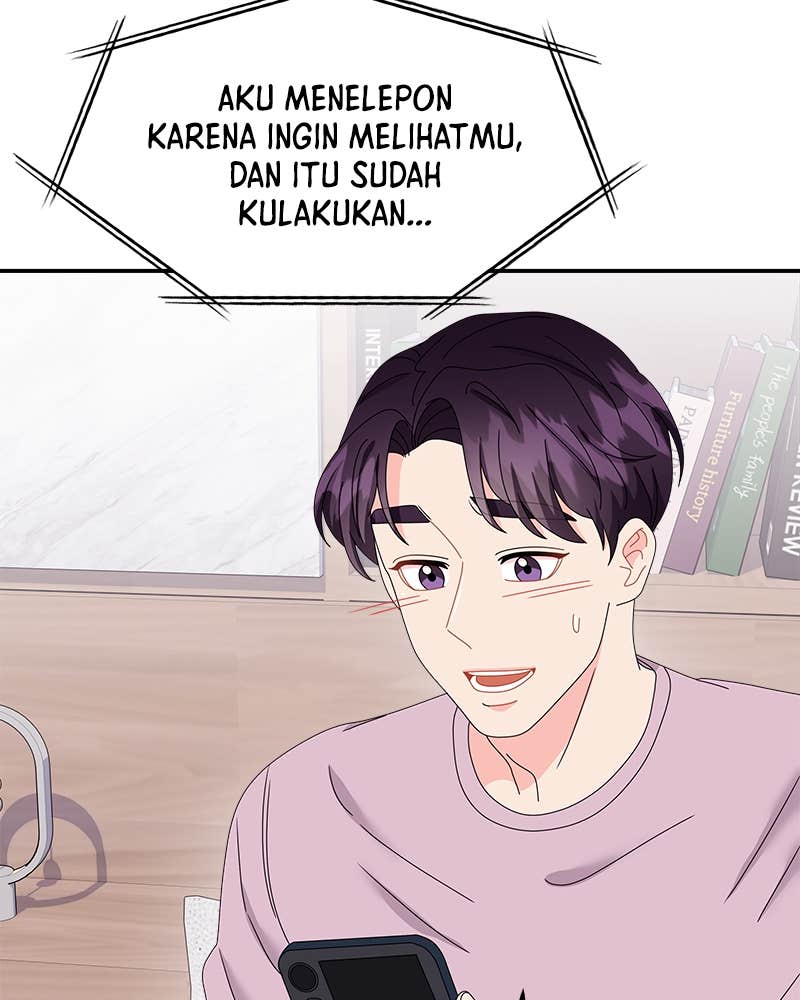 AKU MENELEPON
KARENA INGIN MELIHATMU,
DAN ITU SUDAH
KULAKUKAN...
Furniture history
The people's family